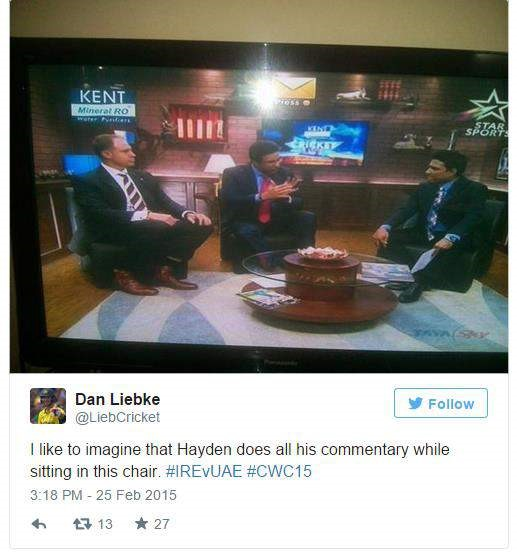 KENT
Mineral RO
Water Purifiers
KENT
CRICKET
STAR
SPORTS
TATA SKY
Panasonic
Dan Liebke
@LiebCricket
Follow
I like to imagine that Hayden does all his commentary while
sitting in this chair. #IREvUAE #CWC15
3:18 PM - 25 Feb 2015
13
27